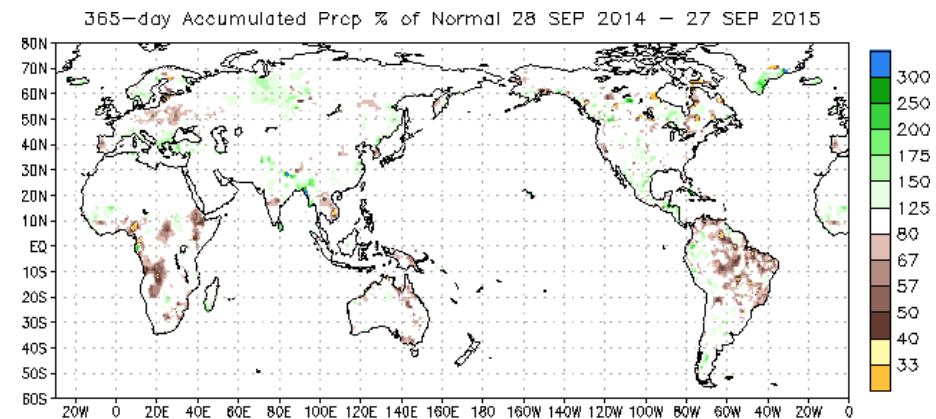 365-day Accumulated Prcp % of Normal 28 SEP 2014 - 27 SEP 2015
80N
70N
60N
50N
40N
30N
20N
10N
EQ
10S
20S
30S
40S
50S
60S
20W 0 20E 40E 60E 80E 100E 120E 140E 160E 180 160W 140W 120W 100W 80W 60W 40W 20W 0
300
250
200
175
150
125
80
67
57
50
40
33